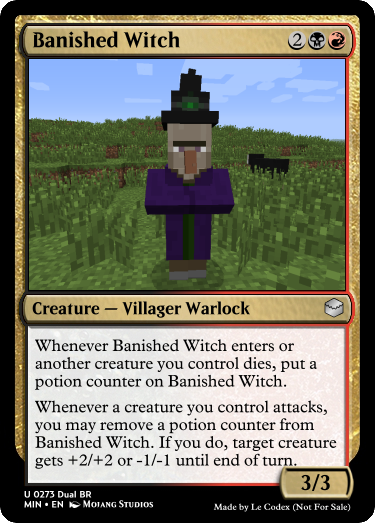 Banished Witch 2
Creature — Villager Warlock
Whenever Banished Witch enters or
another creature you control dies, put a
potion counter on Banished Witch.
Whenever a creature you control attacks,
you may remove a potion counter from
Banished Witch. If you do, target creature
gets +2/+2 or -1/-1 until end of turn.
3/3
U 0273 Dual BR
MIN • EN Mojang Studios
Made by Le Codex (Not For Sale)